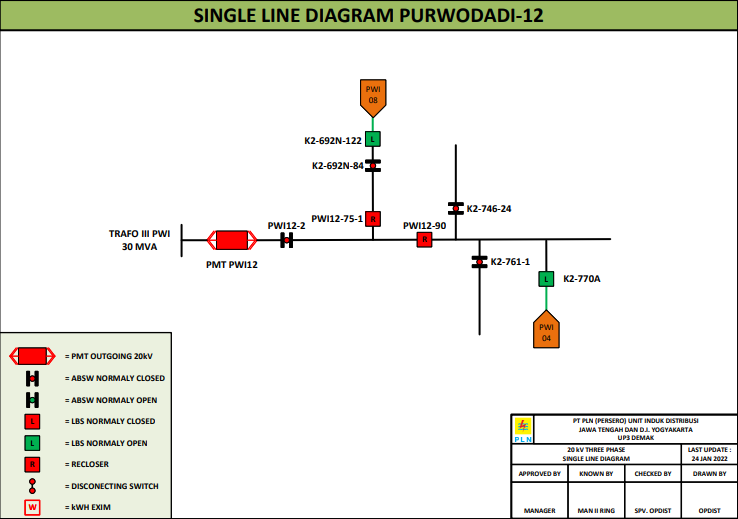 SINGLE LINE DIAGRAM PURWODADI-12
PWI
08
L
K2-692N-122
K2-692N-84
K2-746-24
PWI12-75-1
R
PWI12-2
PWI12-90
R
TRAFO III PWI
30 MVA
PMT PWI12
K2-761-1
L
K2-770A
PWI
04
= PMT OUTGOING 20kV
= ABSW NORMALY CLOSED
= ABSW NORMALY OPEN
L = LBS NORMALY CLOSED
L = LBS NORMALY OPEN
R = RECLOSER
= DISCONECTING SWITCH
W = kWH EXIM
PLN
PT PLN (PERSERO) UNIT INDUK DISTRIBUSI
JAWA TENGAH DAN D.I. YOGYAKARTA
UP3 DEMAK
20 kV THREE PHASE
SINGLE LINE DIAGRAM
LAST UPDATE :
24 JAN 2022
APPROVED BY KNOWN BY CHECKED BY DRAWN BY
MANAGER MAN II RING SPV. OPDIST OPDIST